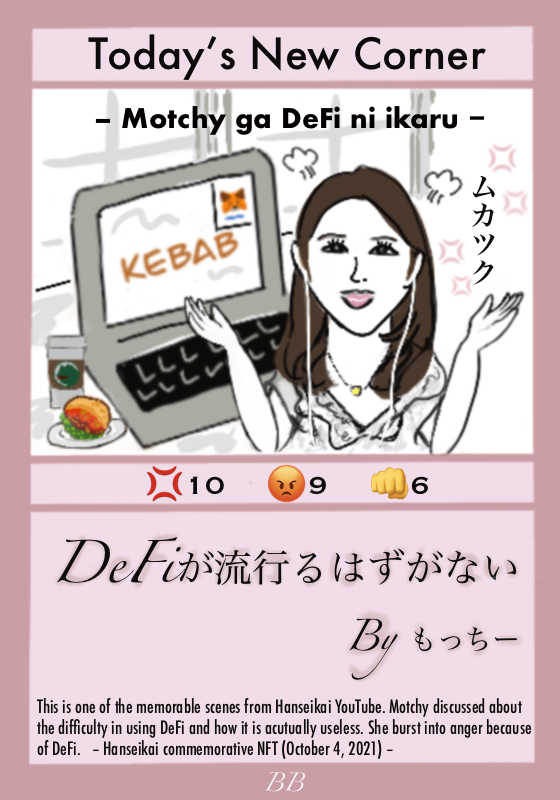 Today's New Corner
– Motchy ga DeFi ni ikaru –
ムカツク
KEBAB
💢10 😡9 👊6
DeFiが流行るはずがない
By もっちー
This is one of the memorable scenes from Hanseikai YouTube. Motchy discussed about
the difficulty in using DeFi and how it is acutually useless. She burst into anger because
of DeFi. – Hanseikai commemorative NFT (October 4, 2021) –
BB